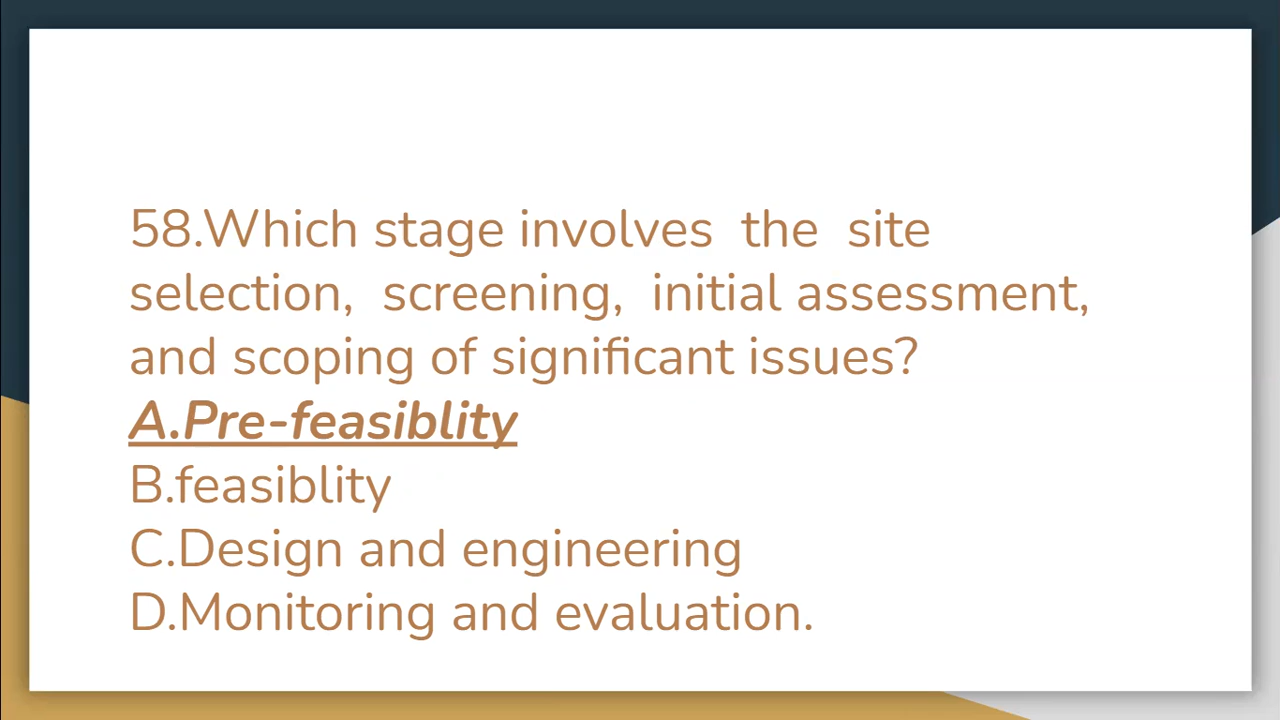 58.Which stage involves  the  site
selection,  screening,  initial assessment,
and scoping of significant issues?
A.Pre-feasiblity
B.feasiblity
C.Design and engineering
D.Monitoring and evaluation.